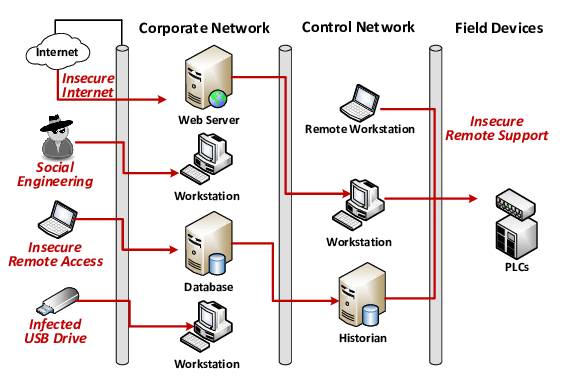 Corporate Network
Control Network
Field Devices
Internet
Insecure
Internet
Web Server
Remote Workstation
Insecure
Remote Support
Social
Engineering
Workstation
Workstation
PLCs
Insecure
Remote Access
Database
Historian
Infected
USB Drive
Workstation